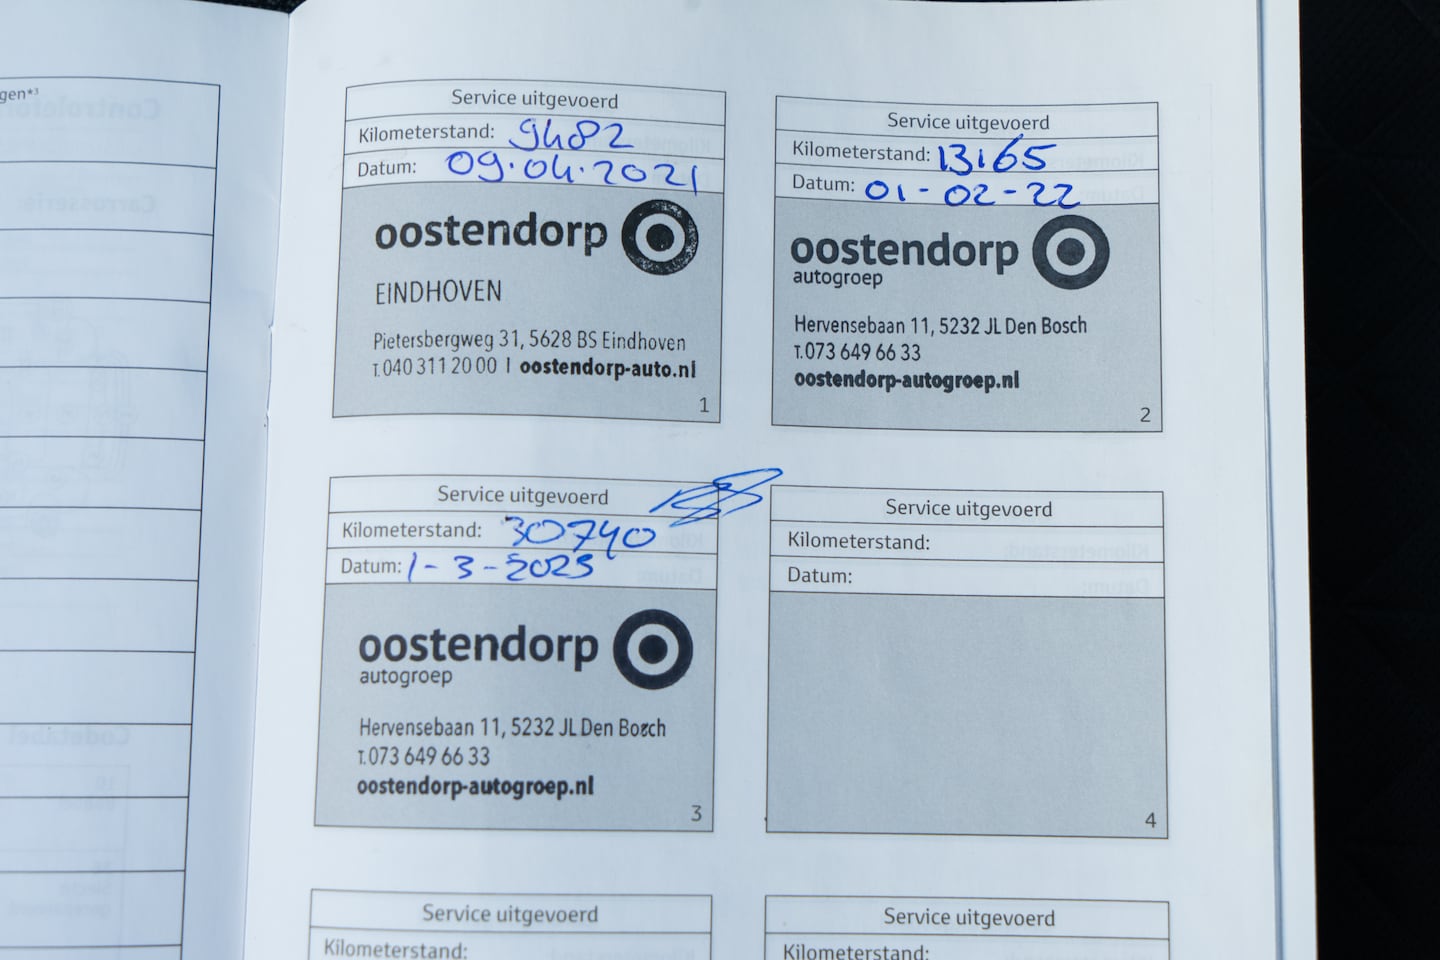 gen*³
Service uitgevoerd
Kilometerstand: 9482
Datum: 09.04.2021
oostendorp
EINDHOVEN
Pietersbergweg 31, 5628 BS Eindhoven
T. 040 311 20 00 | oostendorp-auto.nl
1
Service uitgevoerd
Kilometerstand: 13165
Datum: 01-02-22
oostendorp
autogroep
Hervensebaan 11, 5232 JL Den Bosch
T. 073 649 66 33
oostendorp-autogroep.nl
2
Service uitgevoerd
Kilometerstand: 30740
Datum: 1-3-2023
oostendorp
autogroep
Hervensebaan 11, 5232 JL Den Bosch
T. 073 649 66 33
oostendorp-autogroep.nl
3
Service uitgevoerd
Kilometerstand:
Datum:
4
Service uitgevoerd
Kilometerstand:
Service uitgevoerd
Kilometerstand: